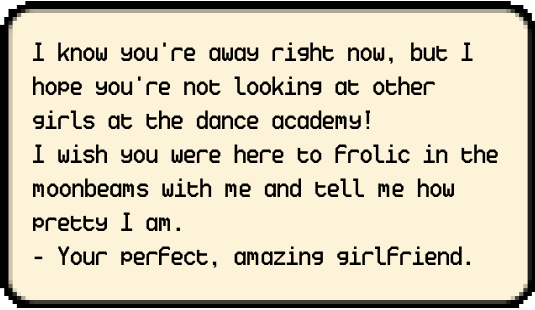 I know you're away right now, but I
hope you're not looking at other
girls at the dance academy!
I wish you were here to frolic in the
moonbeams with me and tell me how
pretty I am.
- Your perfect, amazing girlfriend.